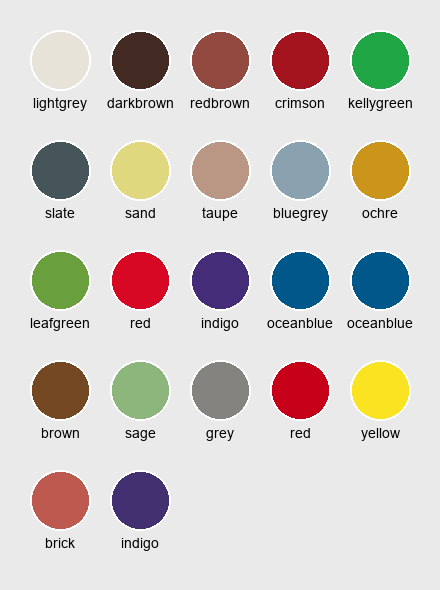 lightgrey darkbrown redbrown crimson kellygreen
slate sand taupe bluegrey ochre
leafgreen red indigo oceanblue oceanblue
brown sage grey red yellow
brick indigo